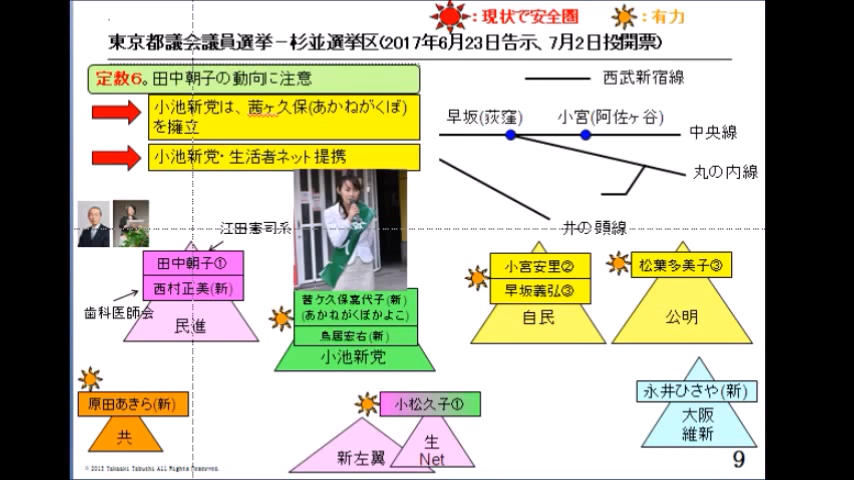 ：現状で安全圏
：有力
東京都議会議員選挙－杉並選挙区(2017年6月23日告示、7月2日投開票)
定数6。田中朝子の動向に注意
小池新党は、茜ヶ久保(あかねがくぼ)
を擁立
小池新党・生活者ネット提携
西武新宿線
早坂(荻窪)
小宮(阿佐ヶ谷)
中央線
丸の内線
井の頭線
江田憲司系
田中朝子①
西村正美(新)
歯科医師会
民進
茜ケ久保嘉代子(新)
(あかねがくぼかよこ)
鳥居宏右(新)
小池新党
小宮安里②
早坂義弘③
自民
松葉多美子③
公明
原田あきら(新)
共
小松久子①
新左翼
生
Net
永井ひさや(新)
大阪
維新
© 2013 Takaaki Tabuchi All Rights Reserved.
9